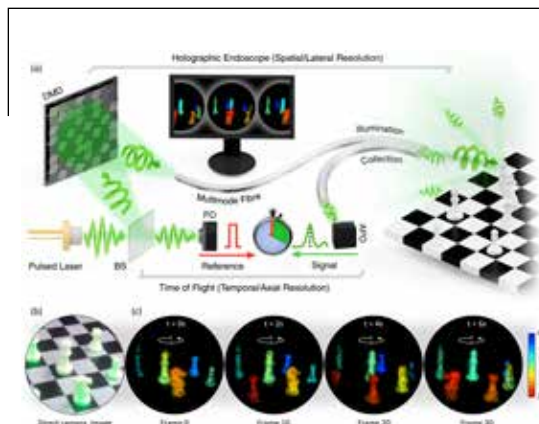 Holographic Endoscope (Spatial/Lateral Resolution)
(a)
DMD
Illumination
Collection
Multimode Fibre
PD
APD
Pulsed Laser
BS
Reference
Signal
Time of Flight (Temporal/Axial Resolution)
(b)
(c)
t = 0s
t = 2s
t = 4s
t = 6s
Direct camera image
Frame 0
Frame 10
Frame 20
Frame 30